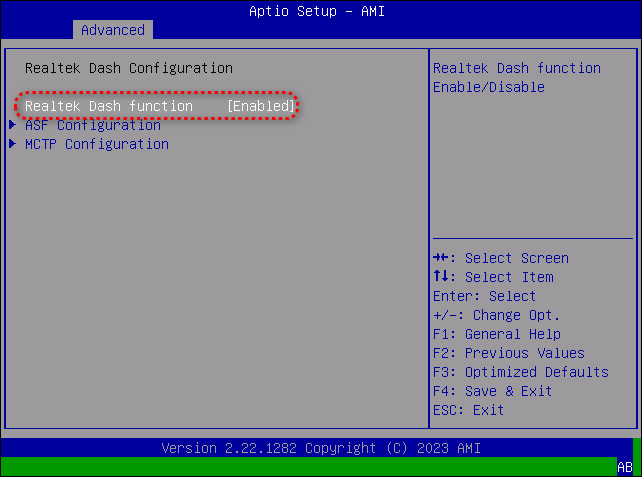 Aptio Setup - AMI
Advanced
Realtek Dash Configuration
Realtek Dash function [Enabled]
ASF Configuration
MCTP Configuration
Realtek Dash function
Enable/Disable
→←: Select Screen
↑↓: Select Item
Enter: Select
+/-: Change Opt.
F1: General Help
F2: Previous Values
F3: Optimized Defaults
F4: Save & Exit
ESC: Exit
Version 2.22.1282 Copyright (C) 2023 AMI
AB